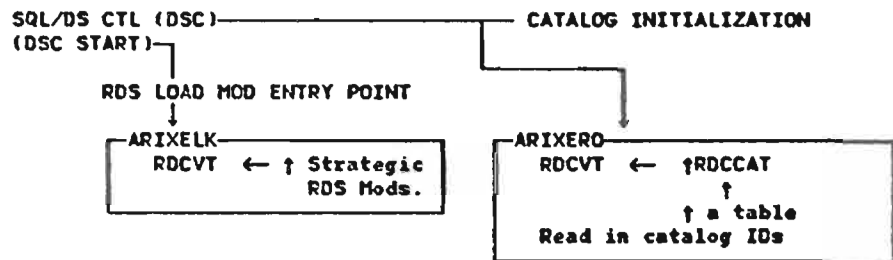 SQL/DS CTL (DSC) CATALOG INITIALIZATION
(DSC START)
RDS LOAD MOD ENTRY POINT
ARIXELK ARIXERO
RDCVT ← ↑ Strategic RDCVT ← ↑RDCCAT
RDS Mods. ↑
↑ a table
Read in catalog IDs